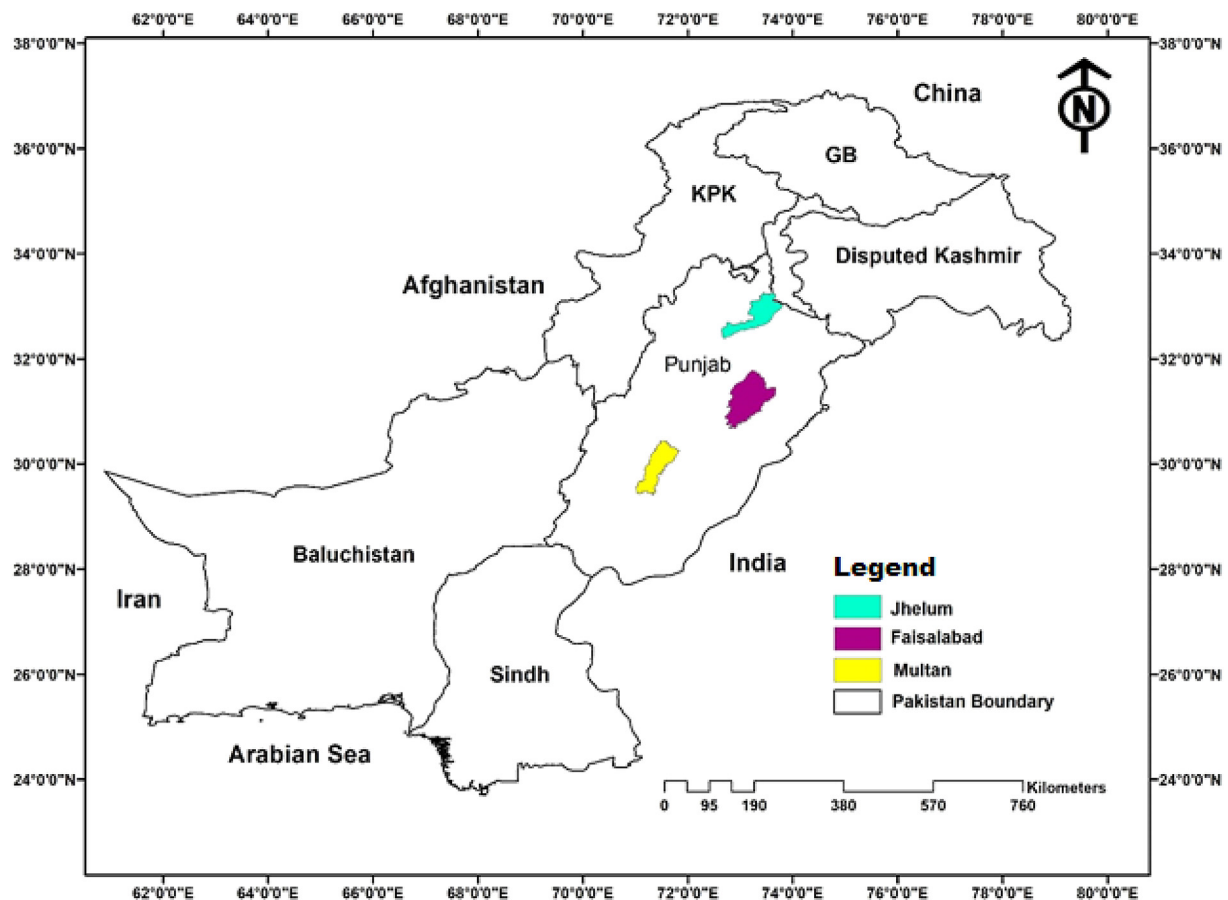 62°0'0"E 64°0'0"E 66°0'0"E 68°0'0"E 70°0'0"E 72°0'0"E 74°0'0"E 76°0'0"E 78°0'0"E 80°0'0"E
38°0'0"N 38°0'0"N
China
N
36°0'0"N GB 36°0'0"N
KPK
34°0'0"N Disputed Kashmir 34°0'0"N
Afghanistan
32°0'0"N Punjab 32°0'0"N
30°0'0"N 30°0'0"N
Baluchistan
India
Legend
28°0'0"N 28°0'0"N
Iran
Jhelum
Faisalabad
26°0'0"N Sindh Multan 26°0'0"N
Pakistan Boundary
Arabian Sea
24°0'0"N 24°0'0"N
Kilometers
0 95 190 380 570 760
62°0'0"E 64°0'0"E 66°0'0"E 68°0'0"E 70°0'0"E 72°0'0"E 74°0'0"E 76°0'0"E 78°0'0"E 80°0'0"E